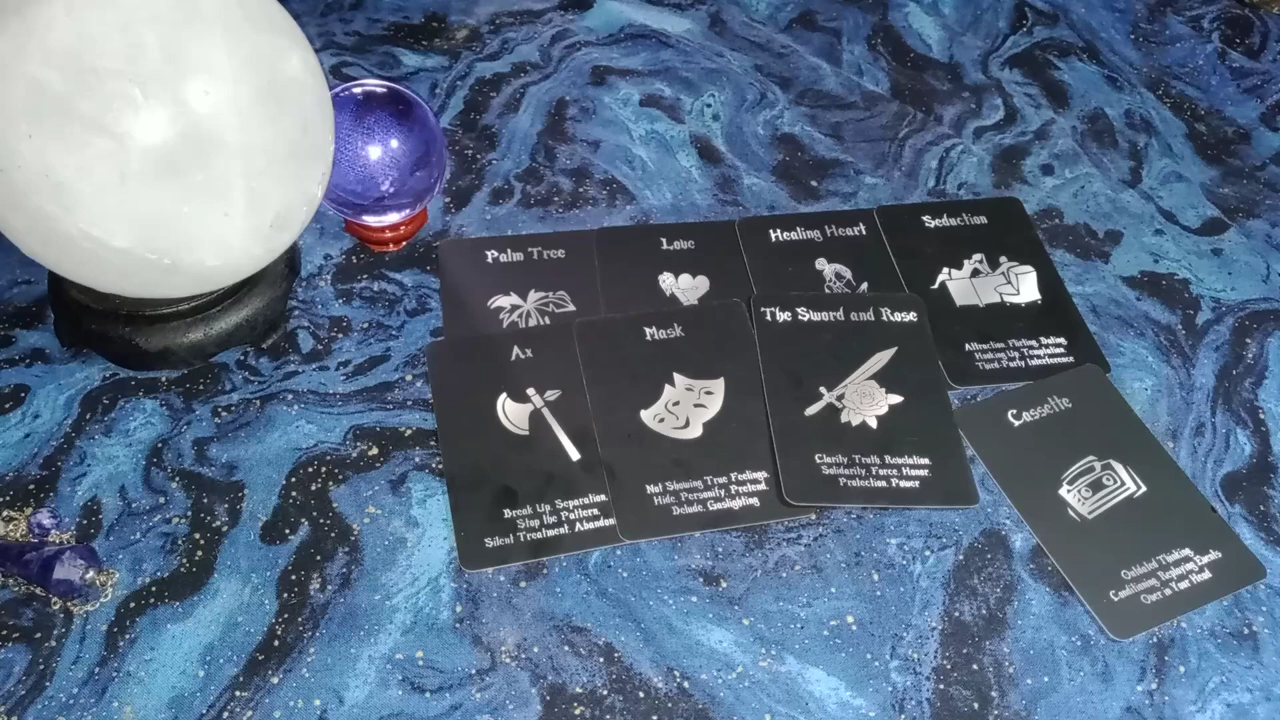 Palm Tree
Love
Healing Heart
Seduction
Attraction, Flirting, Dating,
Hooking Up, Temptation,
Third-Party Interference
Ax
Break Up, Separation,
Stop the Pattern,
Silent Treatment, Abandon
Mask
Not Showing True Feelings,
Hide, Personify, Pretend,
Delude, Gaslighting
The Sword and Rose
Clarity, Truth, Revelation,
Solidarity, Force, Honor,
Protection, Power
Cassette
Outdated Thinking,
Conditioning, Replaying Events
Over in Your Head